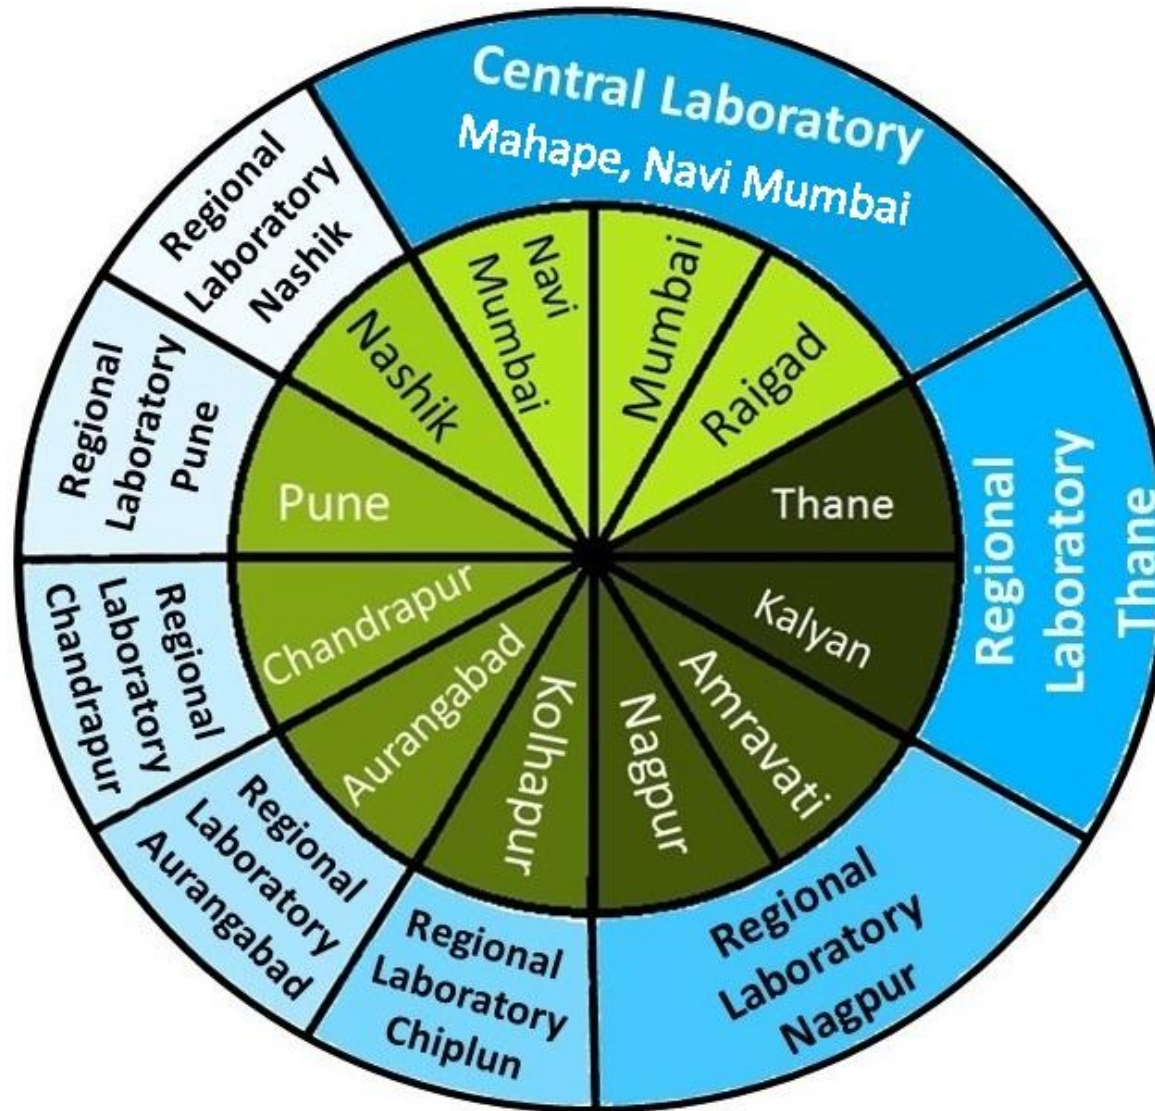 Central Laboratory
Mahape, Navi Mumbai
Regional
Laboratory
Thane
Regional
Laboratory
Nagpur
Regional
Laboratory
Chiplun
Regional
Laboratory
Aurangabad
Regional
Laboratory
Chandrapur
Regional
Laboratory
Pune
Regional
Laboratory
Nashik
Navi
Mumbai
Mumbai
Raigad
Thane
Kalyan
Amravati
Nagpur
Kolhapur
Aurangabad
Chandrapur
Pune
Nashik